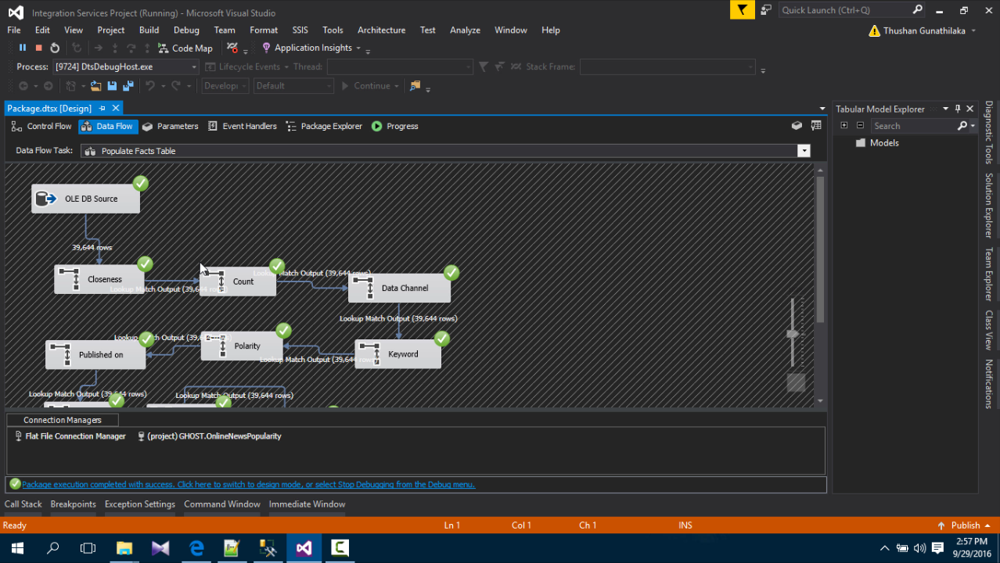 Integration Services Project (Running) - Microsoft Visual Studio
Quick Launch (Ctrl+Q)
File Edit View Project Build Debug Team Format SSIS Tools Architecture Test Analyze Window Help
Thushan Gunathilaka
Code Map Application Insights
Process: [9724] DtsDebugHost.exe Lifecycle Events Thread: Stack Frame:
Developi Default Continue
Package.dtsx [Design]
Tabular Model Explorer
Control Flow Data Flow Parameters Event Handlers Package Explorer Progress
Search
Data Flow Task: Populate Facts Table
Models
OLE DB Source
39,644 rows
Closeness
Lookup Match Output (39,644 rows)
Count
Lookup Match Output (39,644 rows)
Data Channel
Lookup Match Output (39,644 rows)
Keyword
Lookup Match Output (39,644
Polarity
Lookup Match Output (39,644 rows)
Published on
Lookup Match Output (39,644 rows)
Lookup Match Output (39,644 rows)
Connection Managers
Flat File Connection Manager (project) GHOST.OnlineNewsPopularity
Package execution completed with success. Click here to switch to design mode, or select Stop Debugging from the Debug menu.
Call Stack Breakpoints Exception Settings Command Window Immediate Window
Diagnostic Tools
Solution Explorer
Team Explorer
Class View
Notifications
Ready Ln 1 Col 1 Ch 1 INS Publish
2:57 PM
9/29/2016